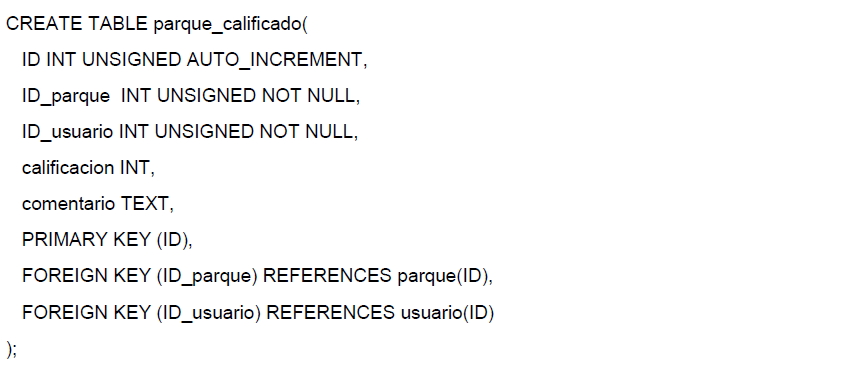 CREATE TABLE parque_calificado(
ID INT UNSIGNED AUTO_INCREMENT,
ID_parque  INT UNSIGNED NOT NULL,
ID_usuario INT UNSIGNED NOT NULL,
calificacion INT,
comentario TEXT,
PRIMARY KEY (ID),
FOREIGN KEY (ID_parque) REFERENCES parque(ID),
FOREIGN KEY (ID_usuario) REFERENCES usuario(ID)
);